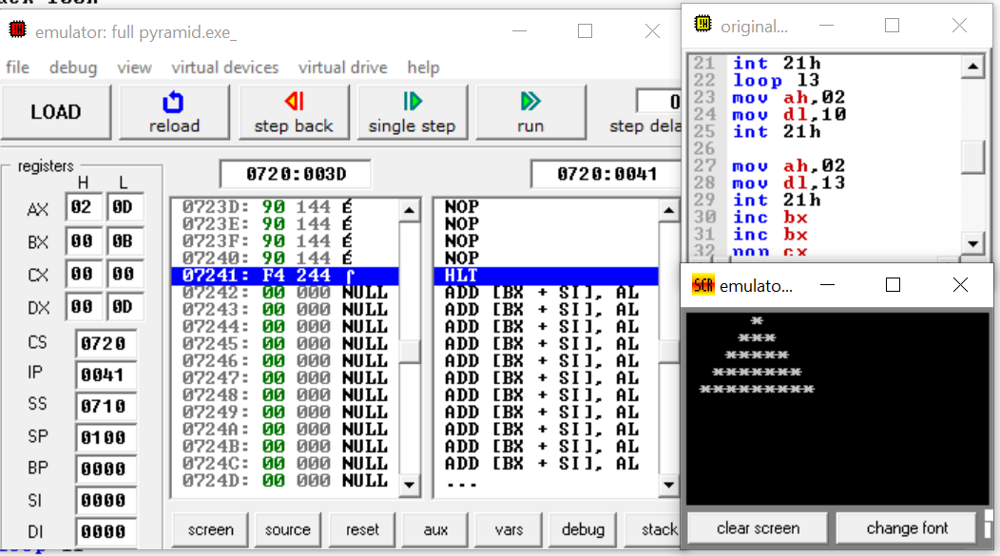 emulator: full pyramid.exe_
file debug view virtual devices virtual drive help
LOAD
reload
step back
single step
run
0
step dela
registers
H L
AX 02 0D
BX 00 0B
CX 00 00
DX 00 0D
CS 0720
IP 0041
SS 0710
SP 0100
BP 0000
SI 0000
DI 0000
0720:003D
0720:0041
0723D: 90 144 É
0723E: 90 144 É
0723F: 90 144 É
07240: 90 144 É
07241: F4 244 ⌠
07242: 00 000 NULL
07243: 00 000 NULL
07244: 00 000 NULL
07245: 00 000 NULL
07246: 00 000 NULL
07247: 00 000 NULL
07248: 00 000 NULL
07249: 00 000 NULL
0724A: 00 000 NULL
0724B: 00 000 NULL
0724C: 00 000 NULL
0724D: 00 000 NULL
NOP
NOP
NOP
NOP
HLT
ADD [BX + SI], AL
ADD [BX + SI], AL
ADD [BX + SI], AL
ADD [BX + SI], AL
ADD [BX + SI], AL
ADD [BX + SI], AL
ADD [BX + SI], AL
ADD [BX + SI], AL
ADD [BX + SI], AL
ADD [BX + SI], AL
ADD [BX + SI], AL
...
screen source reset aux vars debug stack
original...
21 int 21h
22 loop l3
23 mov ah,02
24 mov dl,10
25 int 21h
26
27 mov ah,02
28 mov dl,13
29 int 21h
30 inc bx
31 inc bx
32 pop cx
SCR emulato...
*
***
*****
*******
*********
clear screen
change font